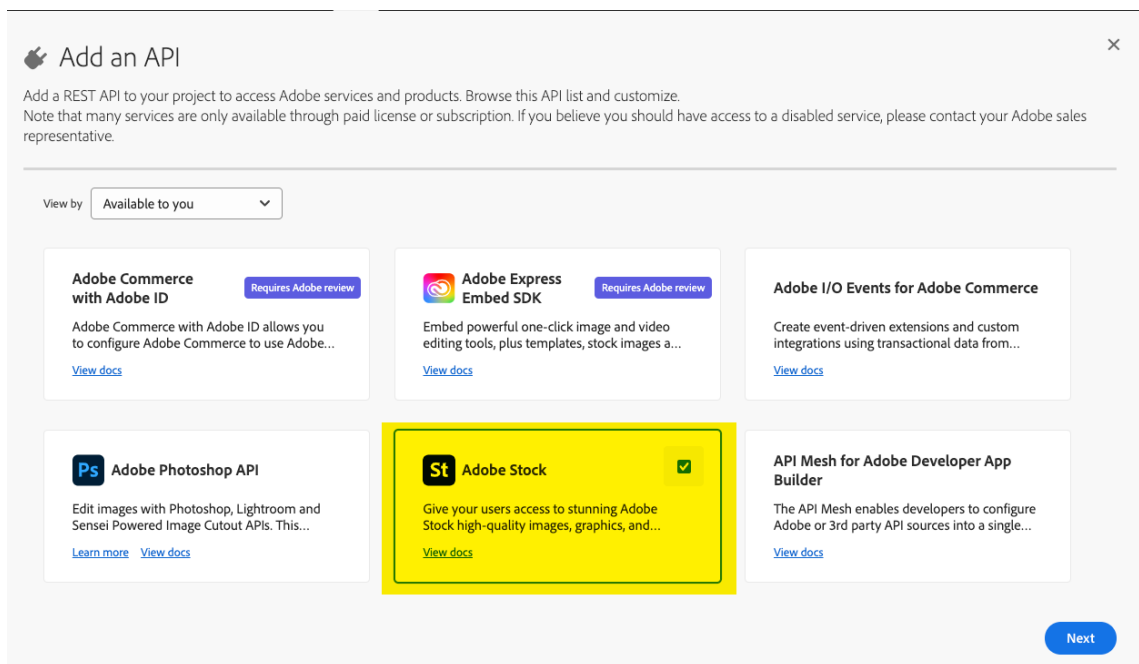 Add an API
Add a REST API to your project to access Adobe services and products. Browse this API list and customize.
Note that many services are only available through paid license or subscription. If you believe you should have access to a disabled service, please contact your Adobe sales
representative.
View by
Available to you
Adobe Commerce
with Adobe ID
Requires Adobe review
Adobe Commerce with Adobe ID allows you
to configure Adobe Commerce to use Adobe...
View docs
Adobe Express
Embed SDK
Requires Adobe review
Embed powerful one-click image and video
editing tools, plus templates, stock images a...
View docs
Adobe I/O Events for Adobe Commerce
Create event-driven extensions and custom
integrations using transactional data from...
View docs
Ps
Adobe Photoshop API
Edit images with Photoshop, Lightroom and
Sensei Powered Image Cutout APIs. This...
Learn more View docs
St
Adobe Stock
Give your users access to stunning Adobe
Stock high-quality images, graphics, and...
View docs
API Mesh for Adobe Developer App
Builder
The API Mesh enables developers to configure
Adobe or 3rd party API sources into a single...
View docs
Next